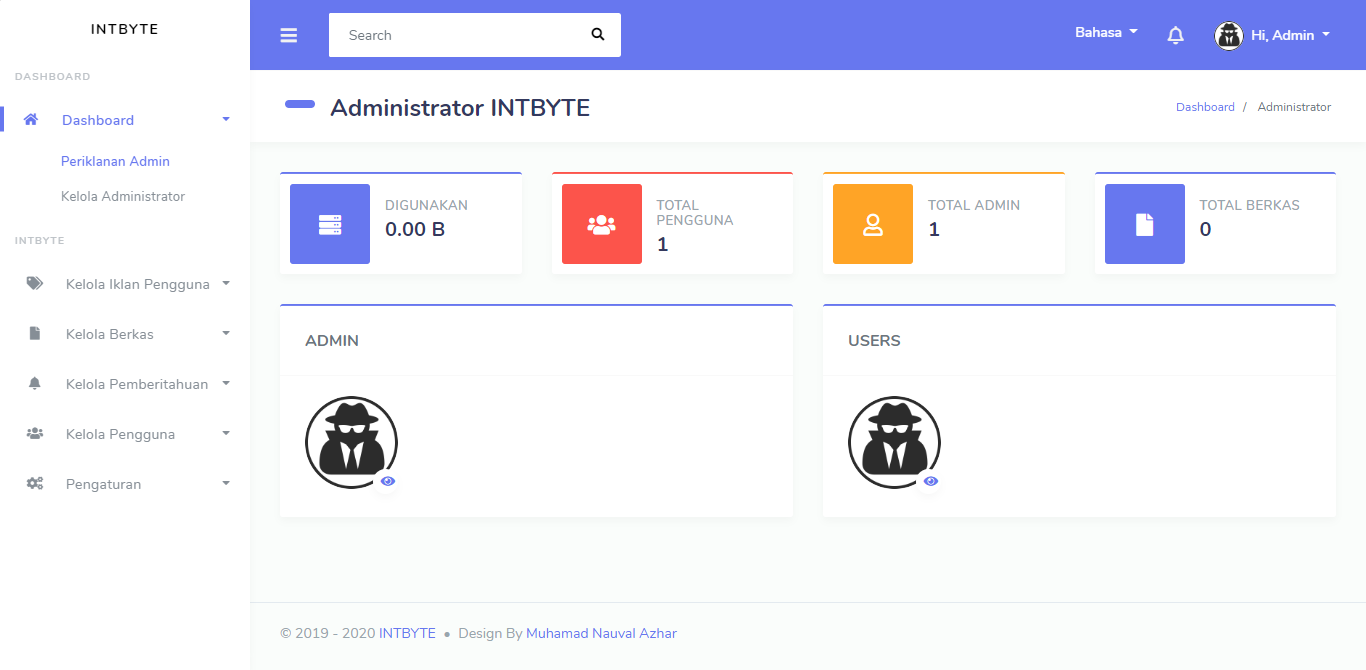 INTBYTE
DASHBOARD
Dashboard
Periklanan Admin
Kelola Administrator
INTBYTE
Kelola Iklan Pengguna
Kelola Berkas
Kelola Pemberitahuan
Kelola Pengguna
Pengaturan
Search
Bahasa
Hi, Admin
Administrator INTBYTE
Dashboard / Administrator
DIGUNAKAN
0.00 B
TOTAL
PENGGUNA
1
TOTAL ADMIN
1
TOTAL BERKAS
0
ADMIN
USERS
© 2019 - 2020 INTBYTE • Design By Muhamad Nauval Azhar